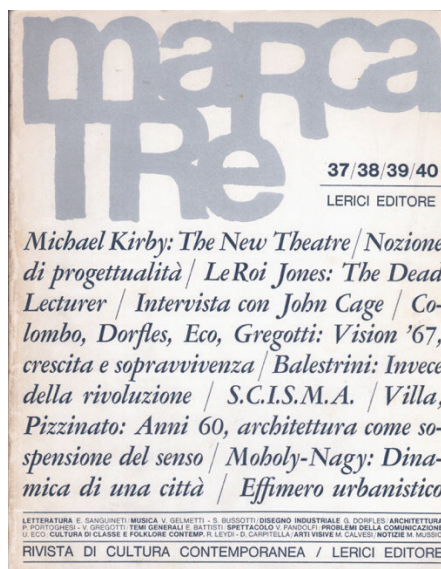 marca
TRe
37/38/39/40
LERICI EDITORE
Michael Kirby: The New Theatre / Nozione
di progettualità / LeRoi Jones: The Dead
Lecturer / Intervista con John Cage / Co-
lombo, Dorfles, Eco, Gregotti: Vision '67,
crescita e sopravvivenza / Balestrini: Invece
della rivoluzione / S.C.I.S.M.A. / Villa,
Pizzinato: Anni 60, architettura come so-
spensione del senso / Moholy-Nagy: Dina-
mica di una città / Effimero urbanistico
LETTERATURA E. SANGUINETI/MUSICA V. GELMETTI - S. BUSSOTTI/DISEGNO INDUSTRIALE G. DORFLES/ARCHITETTURA
P. PORTOGHESI - V. GREGOTTI/TEMI GENERALI E. BATTISTI/SPETTACOLO V. PANDOLFI/PROBLEMI DELLA COMUNICAZIONE
U. ECO/CULTURA DI CLASSE E FOLKLORE CONTEMP. R. LEYDI - D. CARPITELLA/ARTI VISIVE M. CALVESI/NOTIZIE M.
RIVISTA DI CULTURA CONTEMPORANEA / LERICI EDITORE